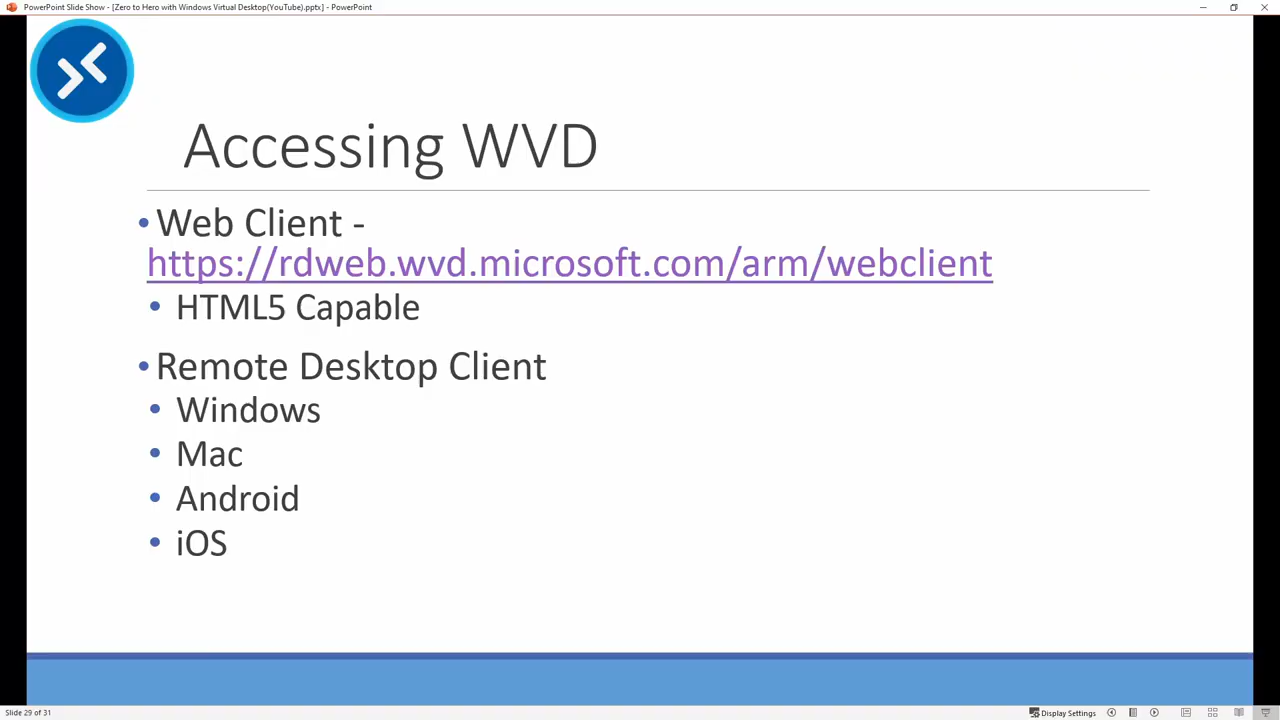 PowerPoint Slide Show - [Zero to Hero with Windows Virtual Desktop(YouTube).pptx] - PowerPoint
Accessing WVD
• Web Client -
https://rdweb.wvd.microsoft.com/arm/webclient
• HTML5 Capable
• Remote Desktop Client
• Windows
• Mac
• Android
• iOS
Slide 29 of 31
Display Settings